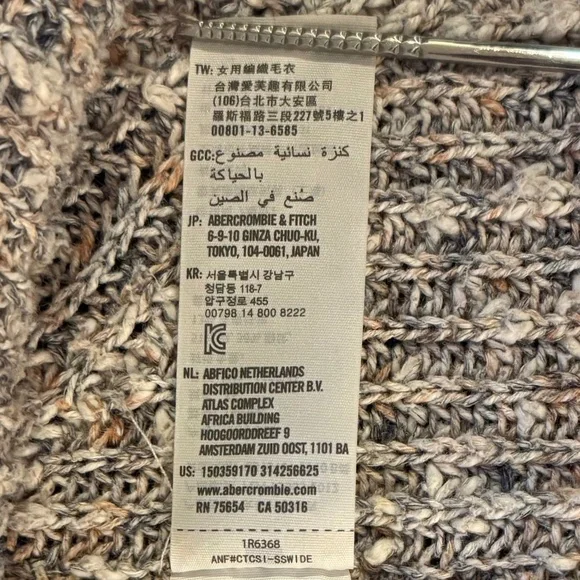 TW: 女用編織毛衣
台灣愛芙趣有限公司
(106)台北市大安區
羅斯福路三段227號5樓之1
00801-13-6585
GCC: كنزة نسائية مصنوع
بالحياكة
صُنع في الصين
JP: ABERCROMBIE & FITCH
6-9-10 GINZA CHUO-KU,
TOKYO, 104-0061, JAPAN
KR: 서울특별시 강남구
청담동 118-7
압구정로 455
00798 14 800 8222
NL: ABFICO NETHERLANDS
DISTRIBUTION CENTER B.V.
ATLAS COMPLEX
AFRICA BUILDING
HOOGOORDDREEF 9
AMSTERDAM ZUID OOST, 1101 BA
US: 150359170 314256625
www.abercrombie.com
RN 75654 CA 50316
1R6368
ANF#CTCSI-SSWIDE